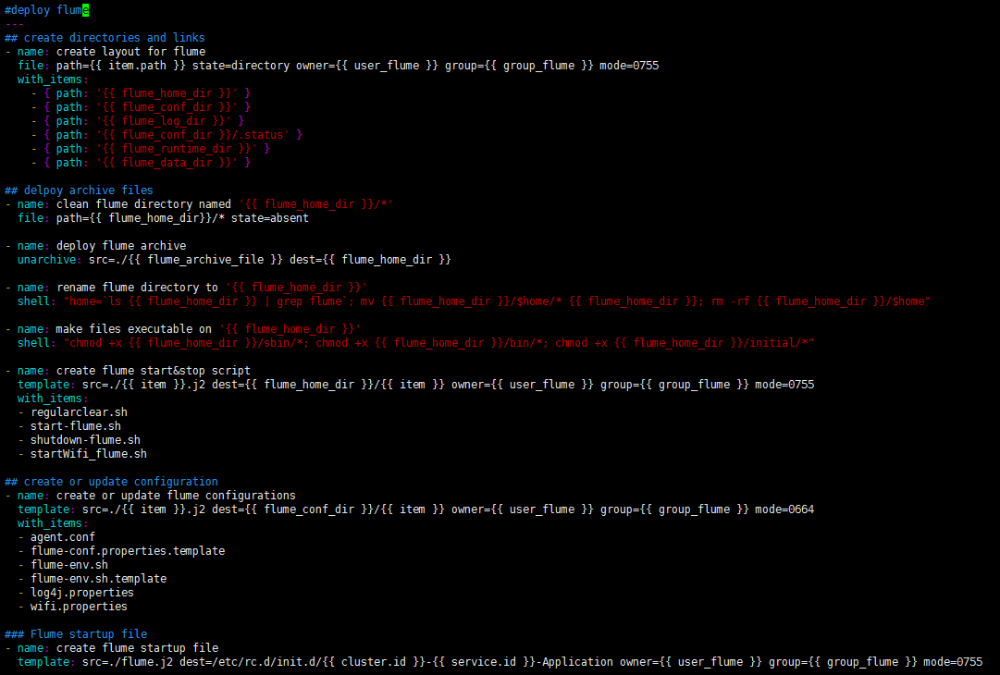 #deploy flume
---
## create directories and links
- name: create layout for flume
  file: path={{ item.path }} state=directory owner={{ user_flume }} group={{ group_flume }} mode=0755
  with_items:
    - { path: '{{ flume_home_dir }}' }
    - { path: '{{ flume_conf_dir }}' }
    - { path: '{{ flume_log_dir }}' }
    - { path: '{{ flume_conf_dir }}/.status' }
    - { path: '{{ flume_runtime_dir }}' }
    - { path: '{{ flume_data_dir }}' }

## delpoy archive files
- name: clean flume directory named '{{ flume_home_dir }}/*'
  file: path={{ flume_home_dir}}/* state=absent

- name: deploy flume archive
  unarchive: src=./{{ flume_archive_file }} dest={{ flume_home_dir }}

- name: rename flume directory to '{{ flume_home_dir }}'
  shell: "home=`ls {{ flume_home_dir }} | grep flume`; mv {{ flume_home_dir }}/$home/* {{ flume_home_dir }}; rm -rf {{ flume_home_dir }}/$home"

- name: make files executable on '{{ flume_home_dir }}'
  shell: "chmod +x {{ flume_home_dir }}/sbin/*; chmod +x {{ flume_home_dir }}/bin/*; chmod +x {{ flume_home_dir }}/initial/*"

- name: create flume start&stop script
  template: src=./{{ item }}.j2 dest={{ flume_home_dir }}/{{ item }} owner={{ user_flume }} group={{ group_flume }} mode=0755
  with_items:
  - regularclear.sh
  - start-flume.sh
  - shutdown-flume.sh
  - startWifi_flume.sh

## create or update configuration
- name: create or update flume configurations
  template: src=./{{ item }}.j2 dest={{ flume_conf_dir }}/{{ item }} owner={{ user_flume }} group={{ group_flume }} mode=0664
  with_items:
  - agent.conf
  - flume-conf.properties.template
  - flume-env.sh
  - flume-env.sh.template
  - log4j.properties
  - wifi.properties

### Flume startup file
- name: create flume startup file
  template: src=./flume.j2 dest=/etc/rc.d/init.d/{{ cluster.id }}-{{ service.id }}-Application owner={{ user_flume }} group={{ group_flume }} mode=0755